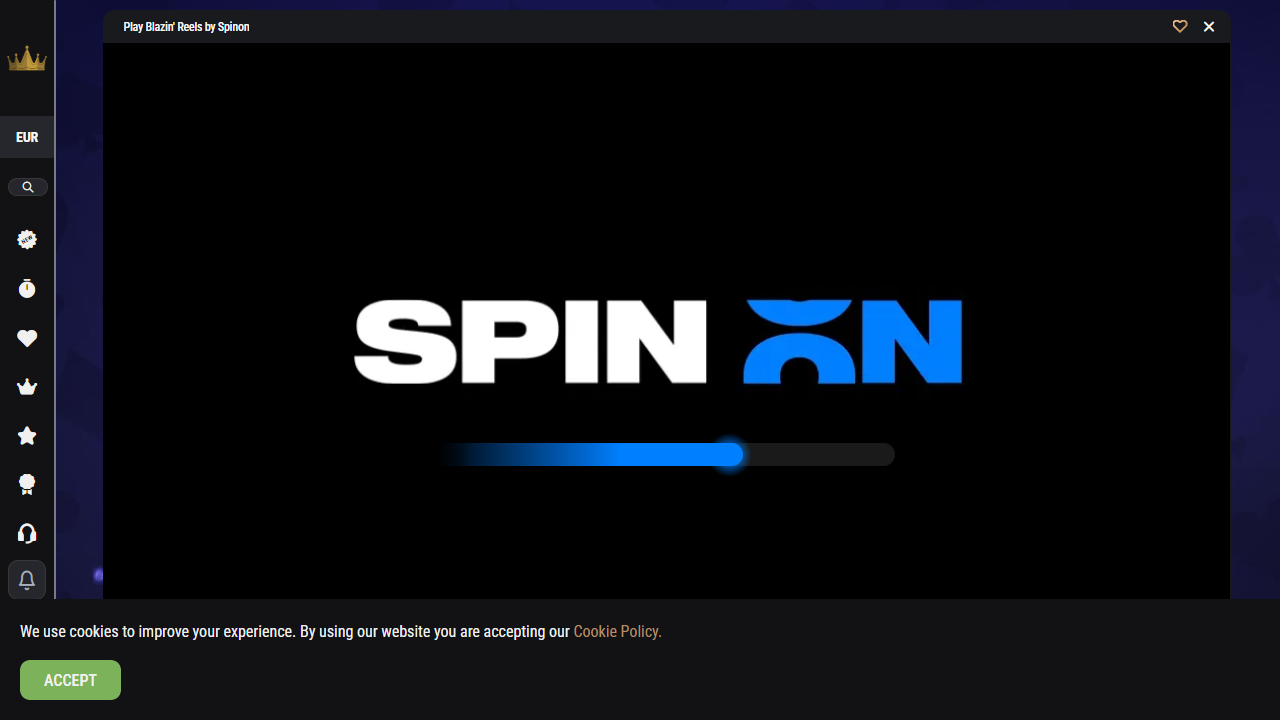 Play Blazin' Reels by Spinon
EUR
NEW
SPIN ON
We use cookies to improve your experience. By using our website you are accepting our Cookie Policy.
ACCEPT